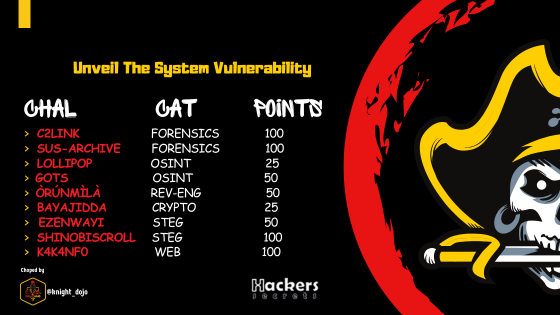 Unveil The System Vulnerability
CHAL CAT POINTS
> C2LINK FORENSICS 100
> SUS-ARCHIVE FORENSICS 100
> LOLLIPOP OSINT 25
> GOTS OSINT 50
> ÒRÚNMÌLÀ REV-ENG 50
> BAYAJIDDA CRYPTO 25
> EZENWAYI STEG 50
> SHINOBISCROLL STEG 100
> K4K4NF0 WEB 100
Choped by
@knight_dojo
Hackers
secrets